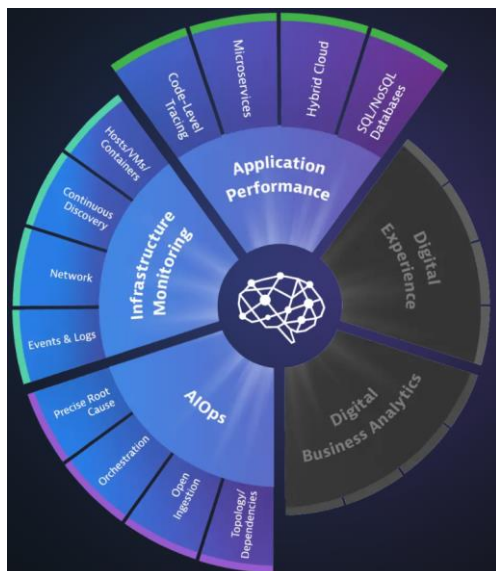 Code-Level
Tracing
Microservices
Hybrid Cloud
SQL/NoSQL
Databases
Application
Performance
Hosts/VMs/
Containers
Continuous
Discovery
Network
Events & Logs
Infrastructure
Monitoring
Digital
Experience
AIOps
Precise Root
Cause
Orchestration
Open
Ingestion
Topology/
Dependencies
Digital
Business Analytics